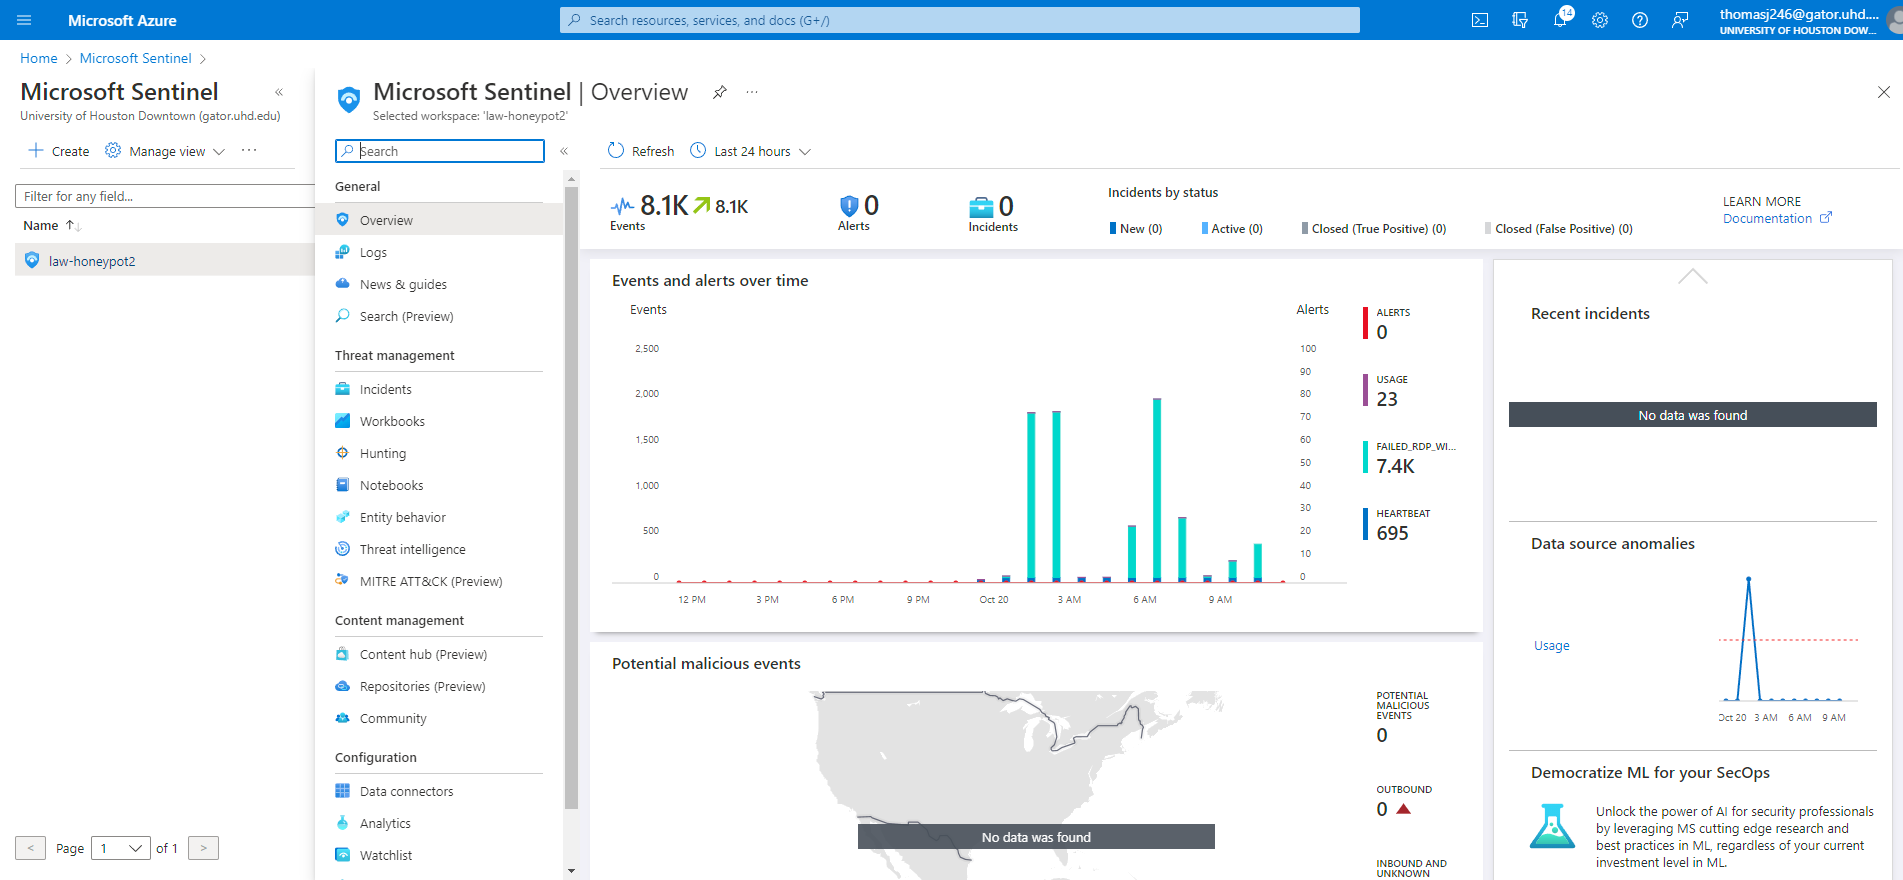 Microsoft Azure
Search resources, services, and docs (G+/)
14
thomasj246@gator.uhd....
UNIVERSITY OF HOUSTON DOW...
Home > Microsoft Sentinel >
Microsoft Sentinel
University of Houston Downtown (gator.uhd.edu)
Create
Manage view
Filter for any field...
Name
law-honeypot2
< Page 1 of 1 >
Microsoft Sentinel | Overview
Selected workspace: 'law-honeypot2'
Search
General
Overview
Logs
News & guides
Search (Preview)
Threat management
Incidents
Workbooks
Hunting
Notebooks
Entity behavior
Threat intelligence
MITRE ATT&CK (Preview)
Content management
Content hub (Preview)
Repositories (Preview)
Community
Configuration
Data connectors
Analytics
Watchlist
Refresh
Last 24 hours
8.1K 8.1K
Events
0
Alerts
0
Incidents
Incidents by status
New (0) Active (0) Closed (True Positive) (0) Closed (False Positive) (0)
LEARN MORE
Documentation
Events and alerts over time
Events
2,500
2,000
1,500
1,000
500
0
Alerts
100
90
80
70
60
50
40
30
20
10
0
12 PM 3 PM 6 PM 9 PM Oct 20 3 AM 6 AM 9 AM
ALERTS
0
USAGE
23
FAILED_RDP_WI...
7.4K
HEARTBEAT
695
Potential malicious events
No data was found
POTENTIAL
MALICIOUS
EVENTS
0
OUTBOUND
0
INBOUND AND
UNKNOWN
Recent incidents
No data was found
Data source anomalies
Usage
Oct 20 3 AM 6 AM 9 AM
Democratize ML for your SecOps
Unlock the power of AI for security professionals
by leveraging MS cutting edge research and
best practices in ML, regardless of your current
investment level in ML.